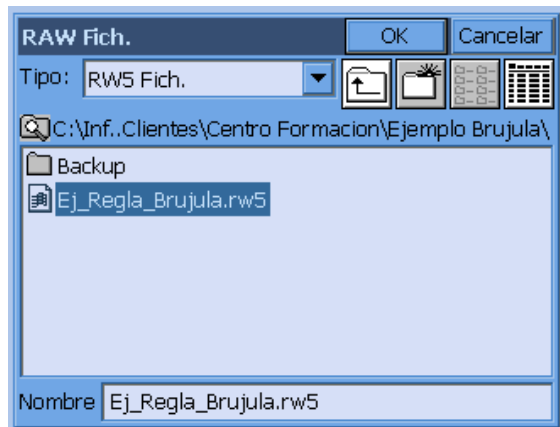 RAW Fich. OK Cancelar
Tipo: RW5 Fich.
C:\Inf..Clientes\Centro Formacion\Ejemplo Brujula\
Backup
Ej_Regla_Brujula.rw5
Nombre Ej_Regla_Brujula.rw5